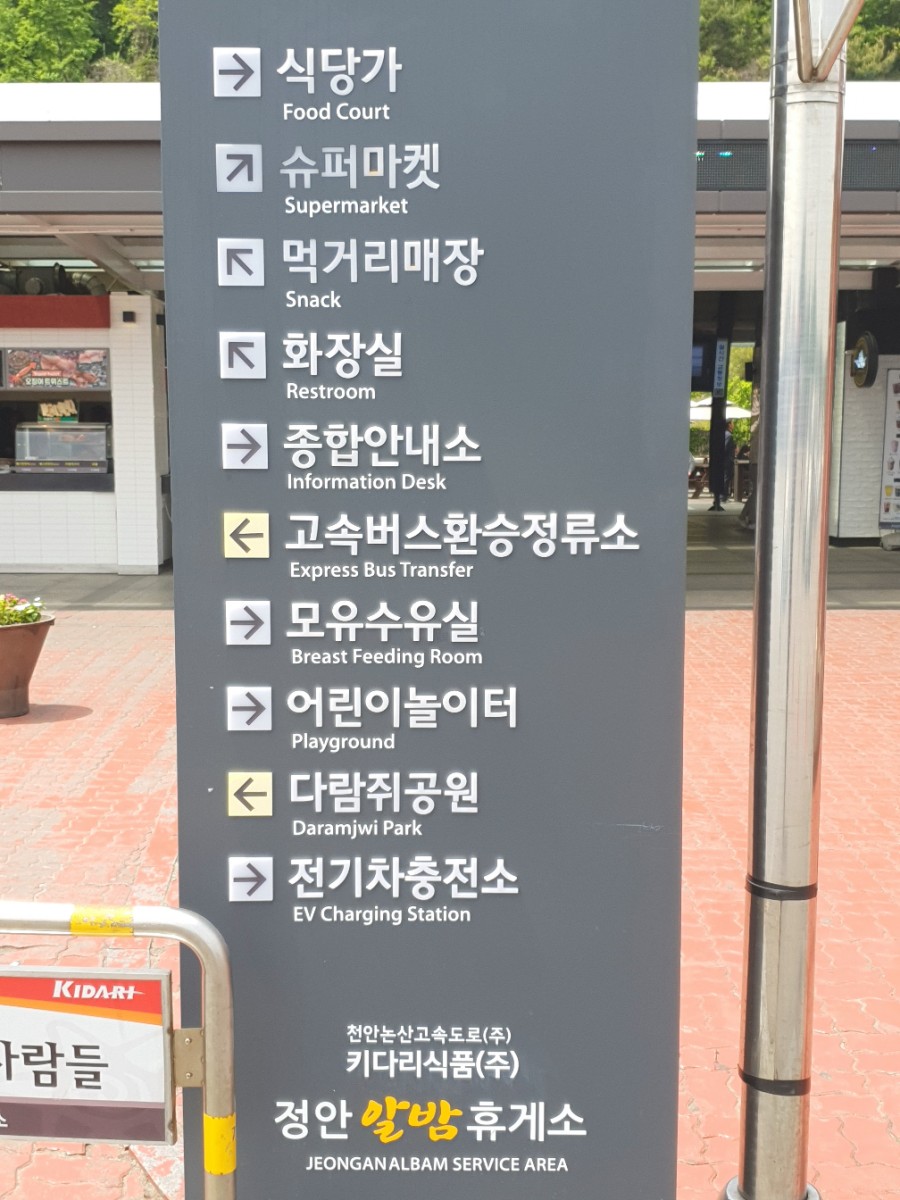 식당가
Food Court
슈퍼마켓
Supermarket
먹거리매장
Snack
화장실
Restroom
종합안내소
Information Desk
고속버스환승정류소
Express Bus Transfer
모유수유실
Breast Feeding Room
어린이놀이터
Playground
다람쥐공원
Daramjwi Park
전기차충전소
EV Charging Station
천안논산고속도로(주)
키다리식품(주)
정안 알밤 휴게소
JEONGANALBAM SERVICE AREA
KIDARI
사람들